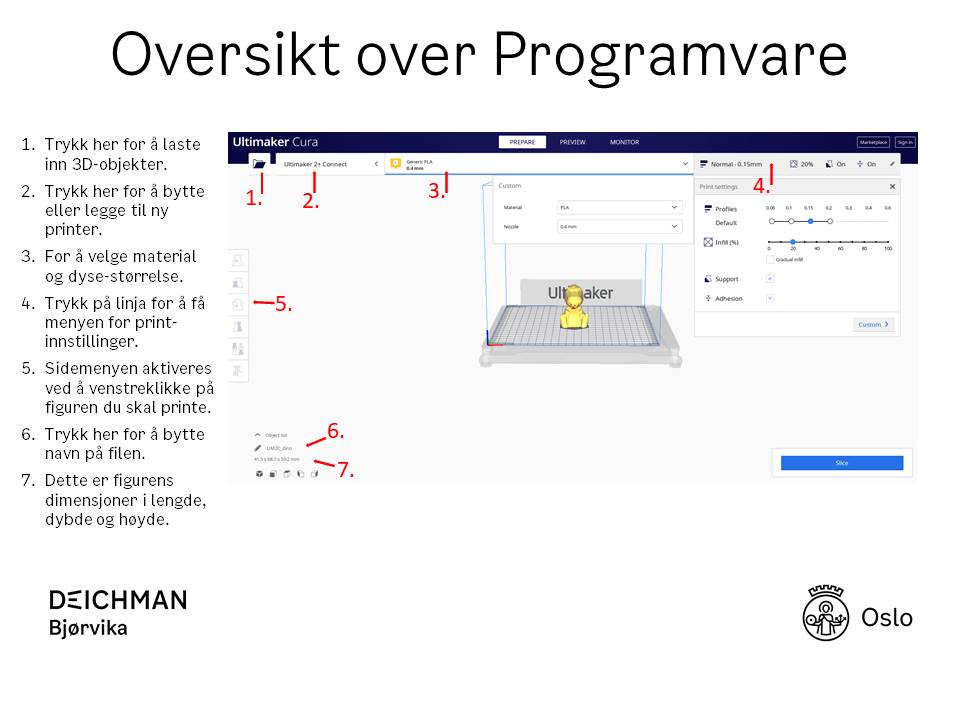 Oversikt over Programvare
1. Trykk her for å laste
inn 3D-objekter.
2. Trykk her for å bytte
eller legge til ny
printer.
3. For å velge material
og dyse-størrelse.
4. Trykk på linja for å få
menyen for print-
innstillinger.
5. Sidemenyen aktiveres
ved å venstreklikke på
figuren du skal printe.
6. Trykk her for å bytte
navn på filen.
7. Dette er figurens
dimensjoner i lengde,
dybde og høyde.
Ultimaker Cura
PREPARE PREVIEW MONITOR
Marketplace Sign in
Ultimaker 2+ Connect
Generic PLA
0.4 mm
Normal - 0.15mm 20% On On
1. 2. 3. 4.
Custom
Material PLA
Nozzle 0.4 mm
Print settings
Profiles 0.06 0.1 0.15 0.2 0.3 0.4 0.6
Default
Infill (%)
0 20 40 60 80 100
Gradual infill
Support
Adhesion
Custom
5.
6.
Object list
UM2C_dino
41.5 x 68.7 x 59.2 mm
7.
Slice
DEICHMAN
Bjørvika
Oslo